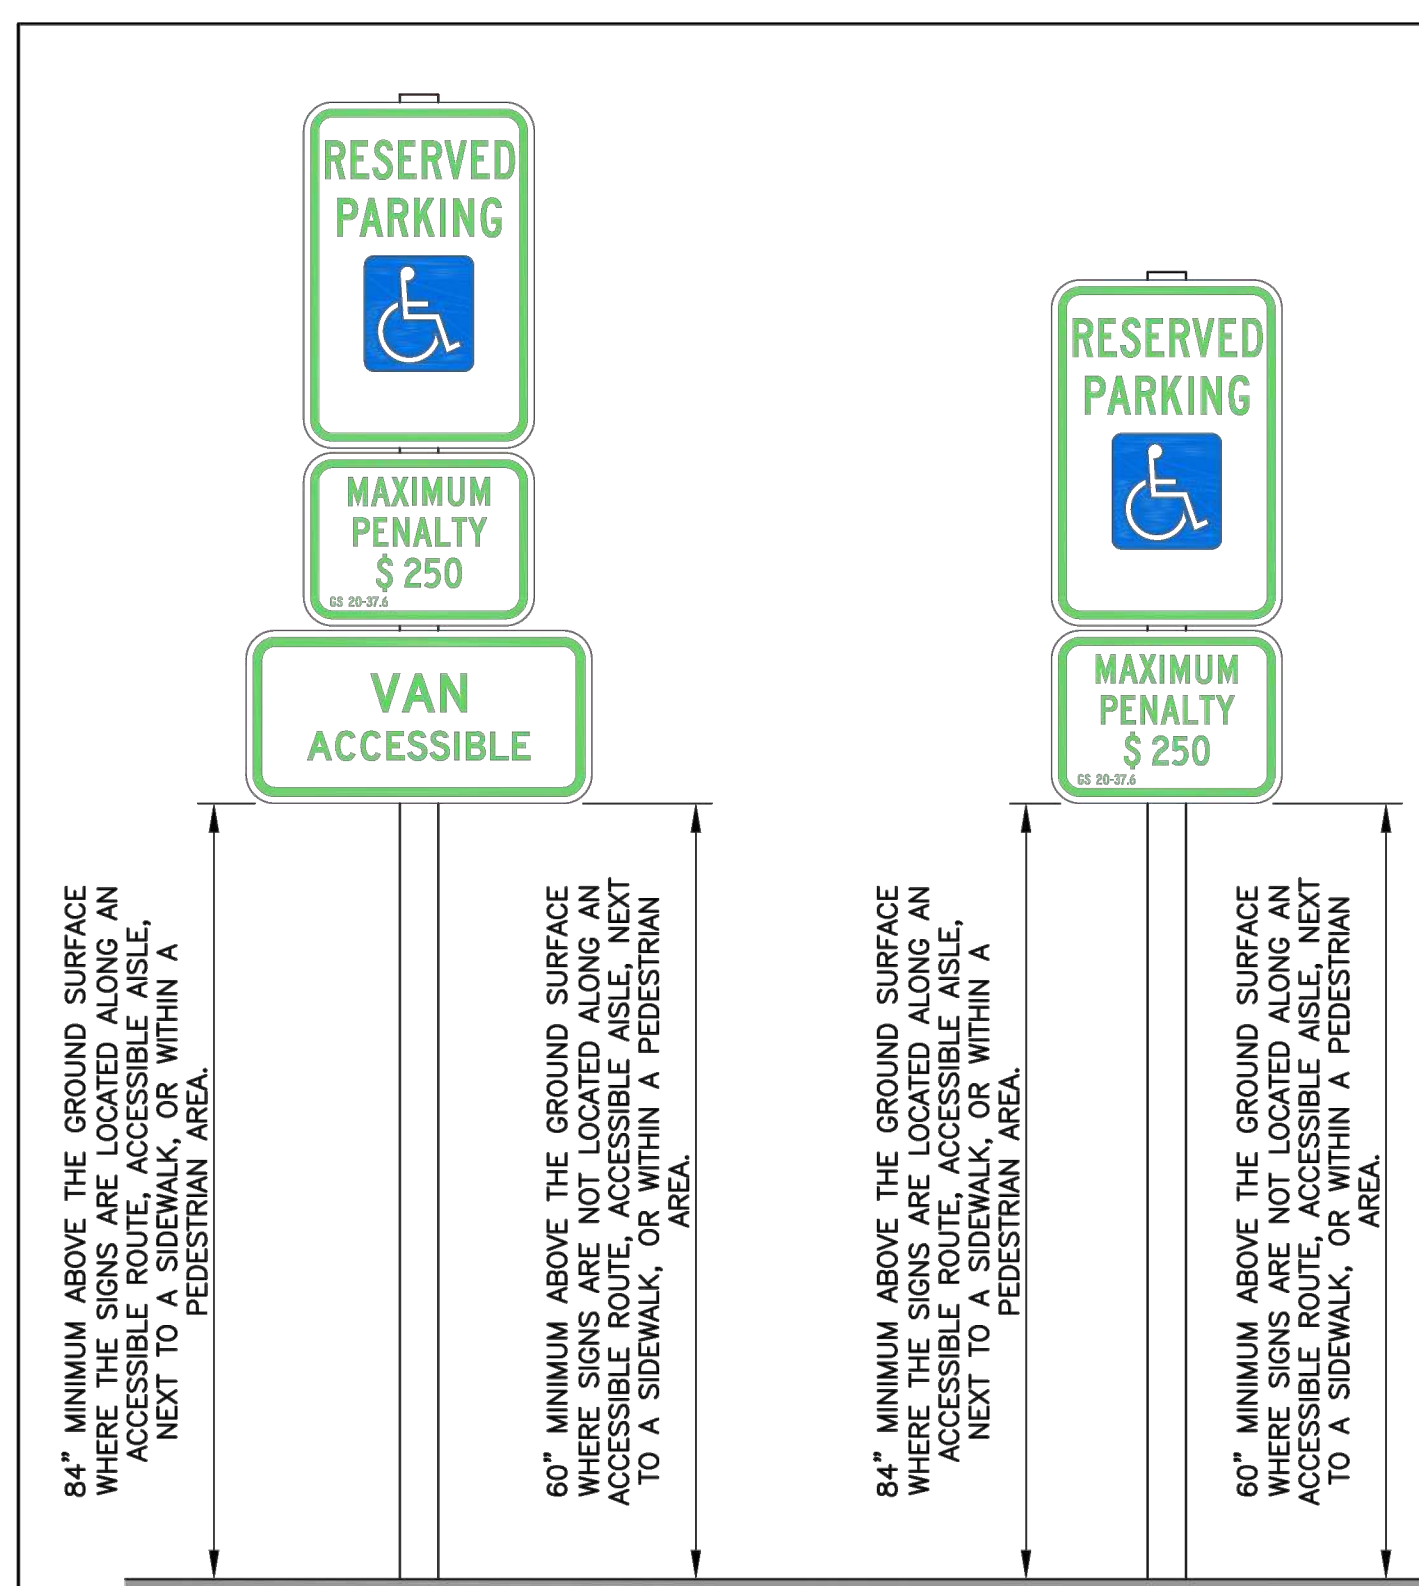 RESERVED
PARKING
MAXIMUM
PENALTY
$ 250
GS 20-37.6
VAN
ACCESSIBLE
84” MINIMUM ABOVE THE GROUND SURFACE
WHERE THE SIGNS ARE LOCATED ALONG AN
ACCESSIBLE ROUTE, ACCESSIBLE AISLE,
NEXT TO A SIDEWALK, OR WITHIN A
PEDESTRIAN AREA.
60” MINIMUM ABOVE THE GROUND SURFACE
WHERE SIGNS ARE NOT LOCATED ALONG AN
ACCESSIBLE ROUTE, ACCESSIBLE AISLE, NEXT
TO A SIDEWALK, OR WITHIN A PEDESTRIAN
AREA.
RESERVED
PARKING
MAXIMUM
PENALTY
$ 250
GS 20-37.6
84” MINIMUM ABOVE THE GROUND SURFACE
WHERE THE SIGNS ARE LOCATED ALONG AN
ACCESSIBLE ROUTE, ACCESSIBLE AISLE,
NEXT TO A SIDEWALK, OR WITHIN A
PEDESTRIAN AREA.
60” MINIMUM ABOVE THE GROUND SURFACE
WHERE SIGNS ARE NOT LOCATED ALONG AN
ACCESSIBLE ROUTE, ACCESSIBLE AISLE, NEXT
TO A SIDEWALK, OR WITHIN A PEDESTRIAN
AREA.